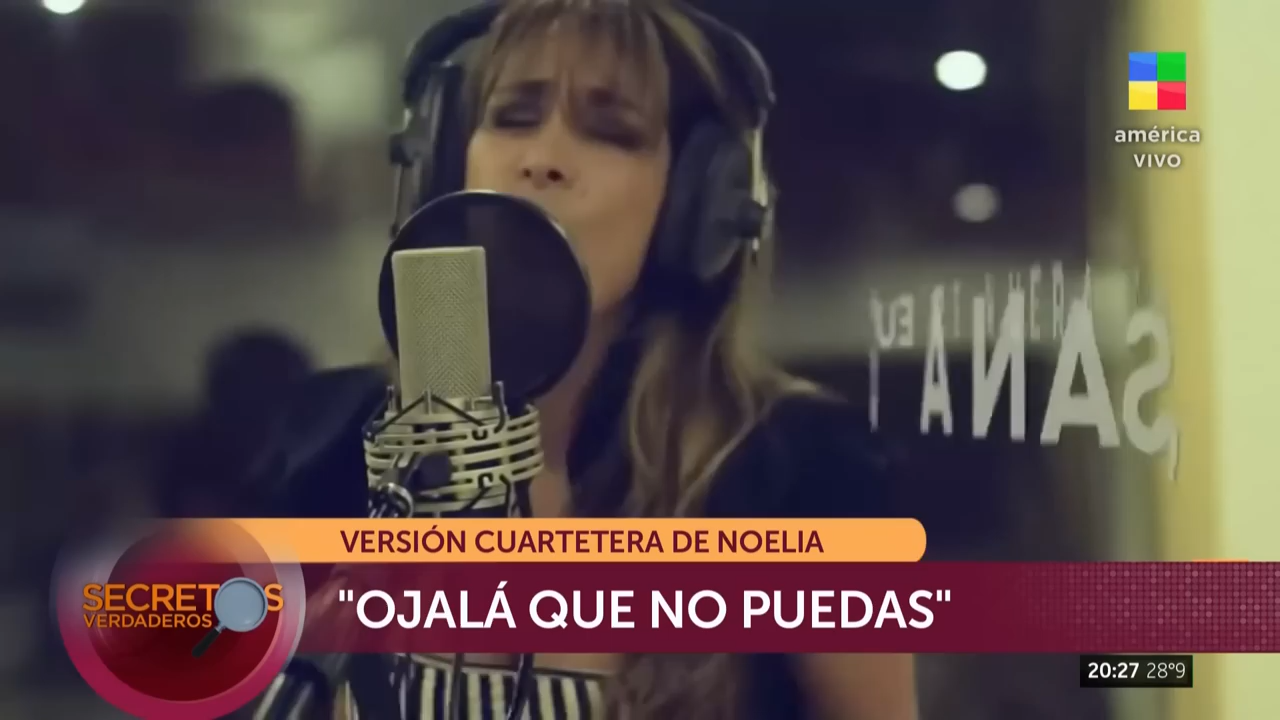 américa
VIVO
VERSIÓN CUARTETERA DE NOELIA
SECRETOS
VERDADEROS
"OJALÁ QUE NO PUEDAS"
20:27 28°9